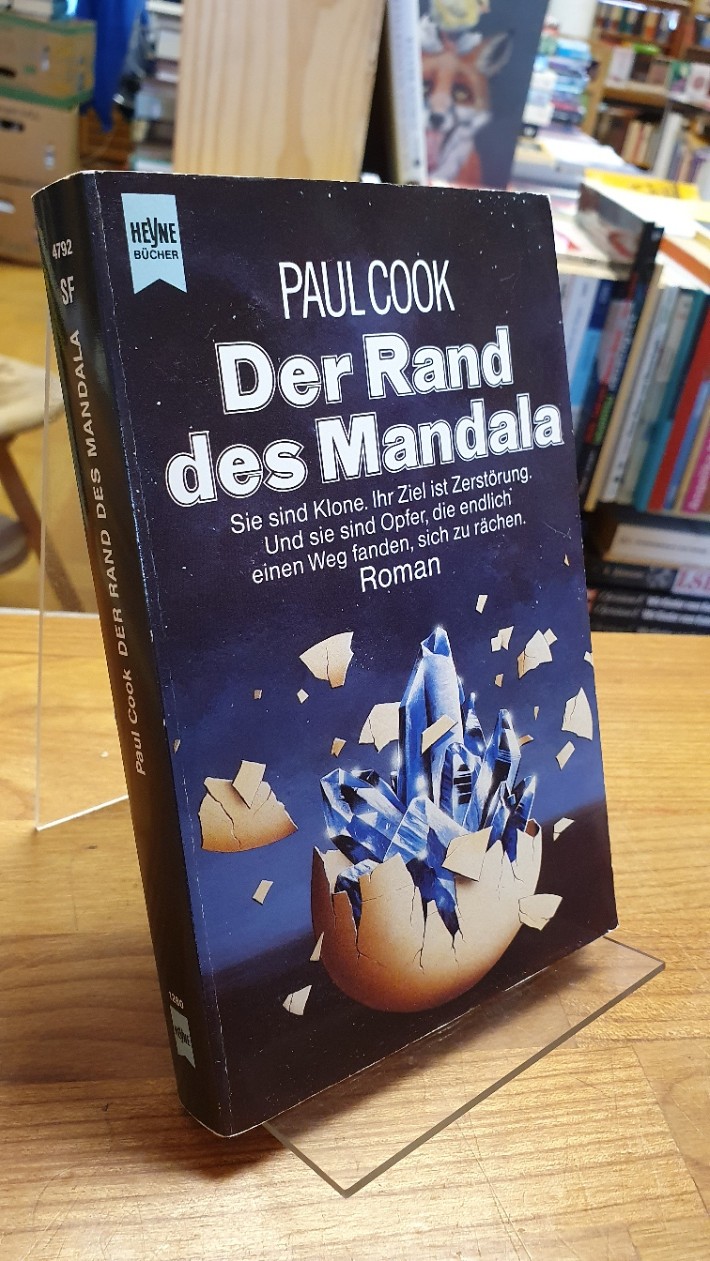 HEYNE
BÜCHER
PAUL COOK
Der Rand
des Mandala
Sie sind Klone. Ihr Ziel ist Zerstörung.
Und sie sind Opfer, die endlich
einen Weg fanden, sich zu rächen.
Roman
4792
SF
Paul Cook DER RAND DES MANDALA
1280
HEYNE